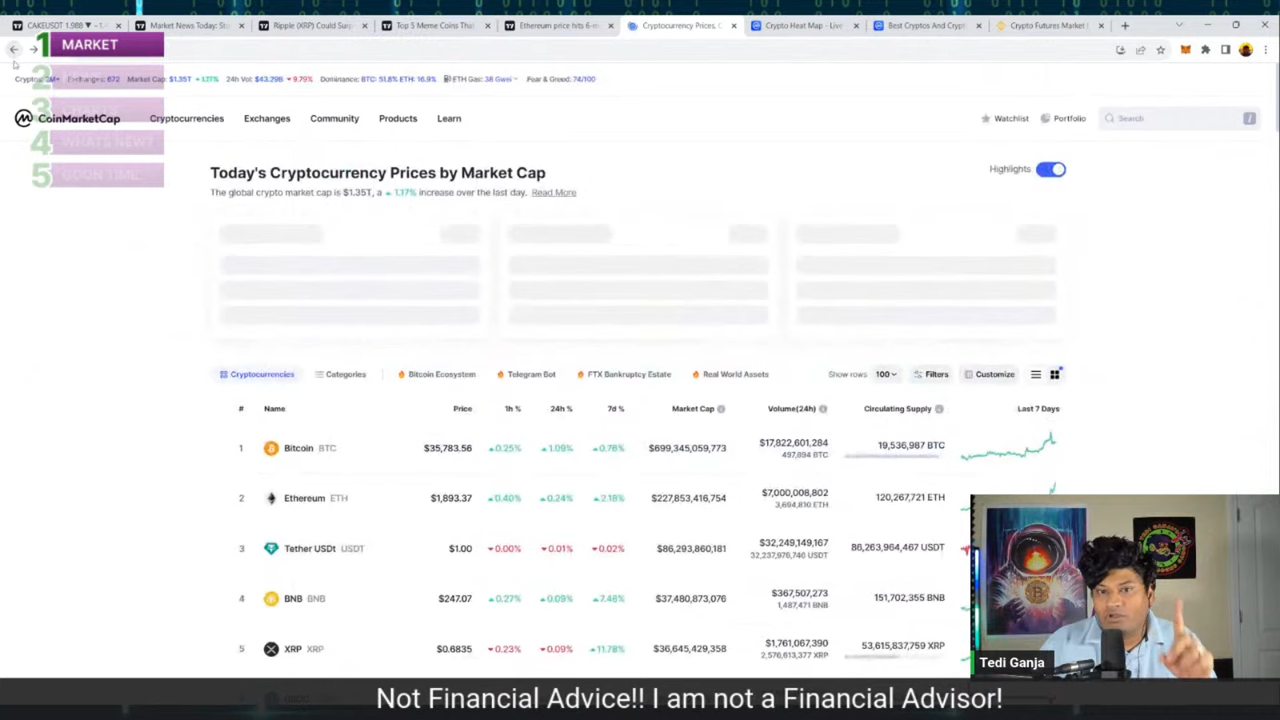 CAKEUSDT 1.988 ▼ −1.
Market News Today: Sto
Ripple (XRP) Could Surp
Top 5 Meme Coins That
Ethereum price hits 6-m
Cryptocurrency Prices, C
Crypto Heat Map - Live
Best Cryptos And Crypt
Crypto Futures Market
1 MARKET
2
3
4 WHATS NEW?
5 GOON TIME
Cryptos: 2M+ Exchanges: 672 Market Cap: $1.35T 1.17% 24h Vol: $43.29B 9.79% Dominance: BTC: 51.8% ETH: 16.9% ETH Gas: 38 Gwei Fear & Greed: 74/100
CoinMarketCap Cryptocurrencies Exchanges Community Products Learn Watchlist Portfolio Search /
Today's Cryptocurrency Prices by Market Cap
Highlights
The global crypto market cap is $1.35T, a 1.17% increase over the last day. Read More
Cryptocurrencies Categories Bitcoin Ecosystem Telegram Bot FTX Bankruptcy Estate Real World Assets Show rows 100 Filters Customize
# Name Price 1h % 24h % 7d % Market Cap Volume(24h) Circulating Supply Last 7 Days
1 Bitcoin BTC $35,783.56 0.25% 1.09% 0.76% $699,345,059,773 $17,822,601,284 19,536,987 BTC
497,894 BTC
2 Ethereum ETH $1,893.37 0.40% 0.24% 2.18% $227,853,416,754 $7,000,008,802 120,267,721 ETH
3,694,810 ETH
3 Tether USDt USDT $1.00 0.00% 0.01% 0.02% $86,293,860,181 $32,249,149,167 86,263,964,467 USDT
32,237,976,740 USDT
4 BNB BNB $247.07 0.27% 0.09% 7.46% $37,480,873,076 $367,507,273 151,702,355 BNB
1,487,471 BNB
5 XRP XRP $0.6835 0.23% 0.09% 11.78% $36,645,429,358 $1,761,067,390 53,615,837,759 XRP
2,576,613,377 XRP
Tedi Ganja
Not Financial Advice!! I am not a Financial Advisor!